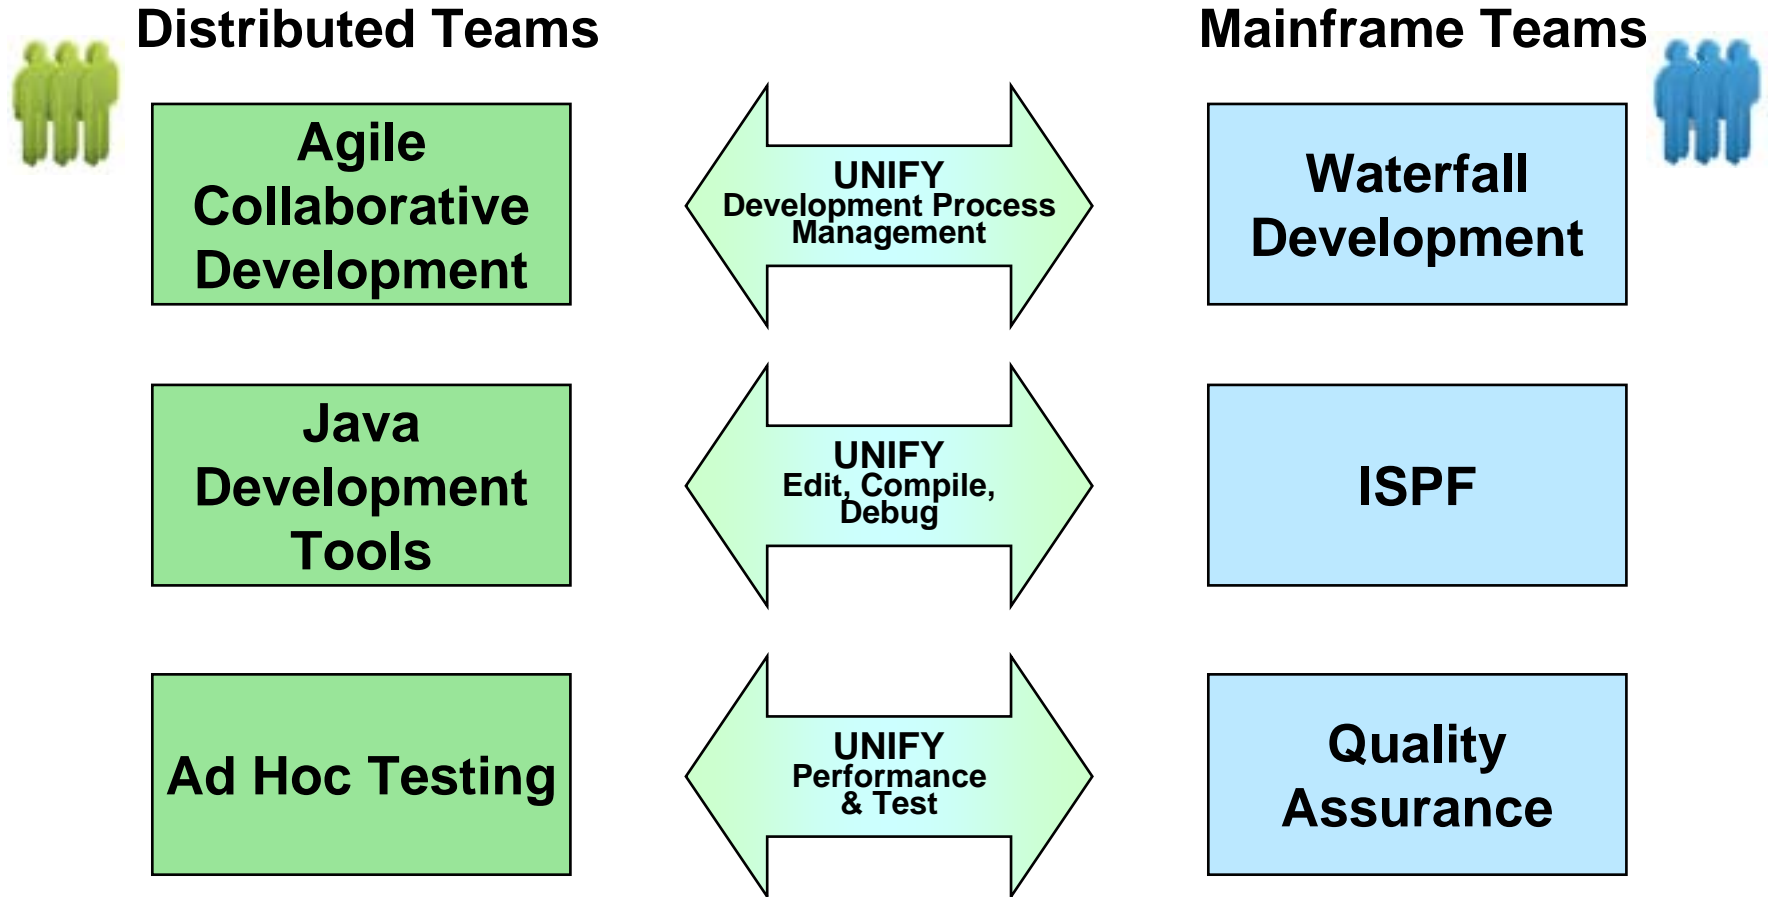 Distributed Teams
Mainframe Teams
Agile
Collaborative
Development
UNIFY
Development Process
Management
Waterfall
Development
Java
Development
Tools
UNIFY
Edit, Compile,
Debug
ISPF
Ad Hoc Testing
UNIFY
Performance
& Test
Quality
Assurance